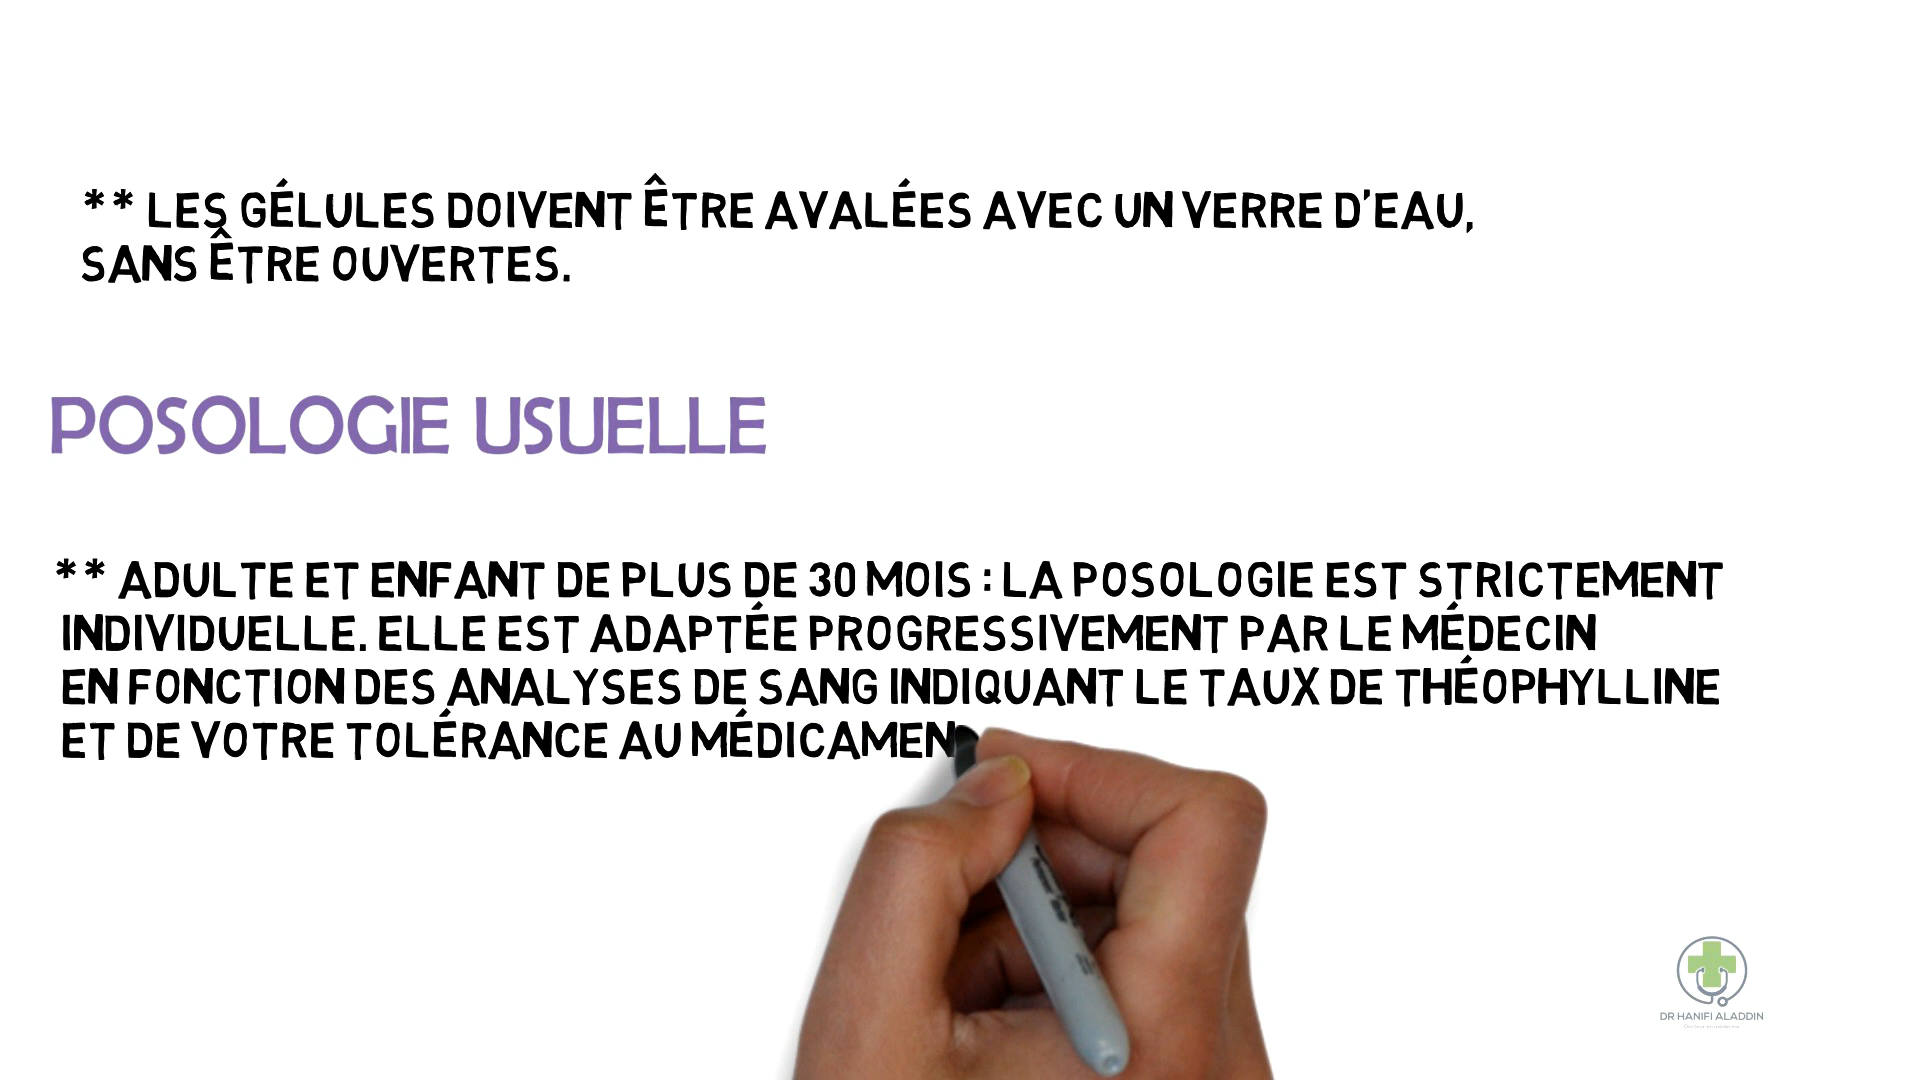 ** LES GÉLULES DOIVENT ÊTRE AVALÉES AVEC UN VERRE D'EAU,
SANS ÊTRE OUVERTES.
POSOLOGIE USUELLE
** ADULTE ET ENFANT DE PLUS DE 30 MOIS : LA POSOLOGIE EST STRICTEMENT
INDIVIDUELLE. ELLE EST ADAPTÉE PROGRESSIVEMENT PAR LE MÉDECIN
EN FONCTION DES ANALYSES DE SANG INDIQUANT LE TAUX DE THÉOPHYLLINE
ET DE VOTRE TOLÉRANCE AU MÉDICAMEN
DR HANIFI ALADDIN